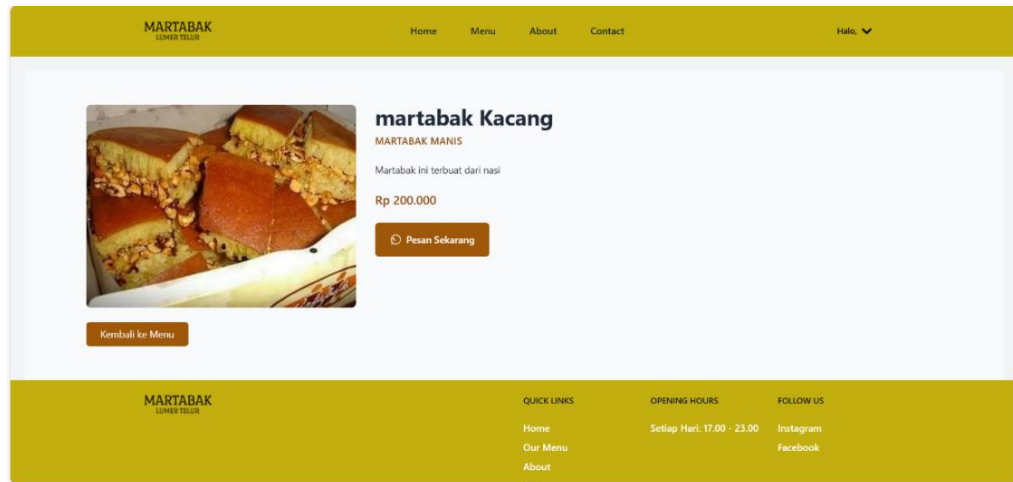 MARTABAK
LUMER TELUR
Home Menu About Contact
Halo,
martabak Kacang
MARTABAK MANIS
Martabak ini terbuat dari nasi
Rp 200.000
Pesan Sekarang
Kembali ke Menu
MARTABAK
LUMER TELUR
QUICK LINKS
Home
Our Menu
About
OPENING HOURS
Setiap Hari: 17.00 - 23.00
FOLLOW US
Instagram
Facebook